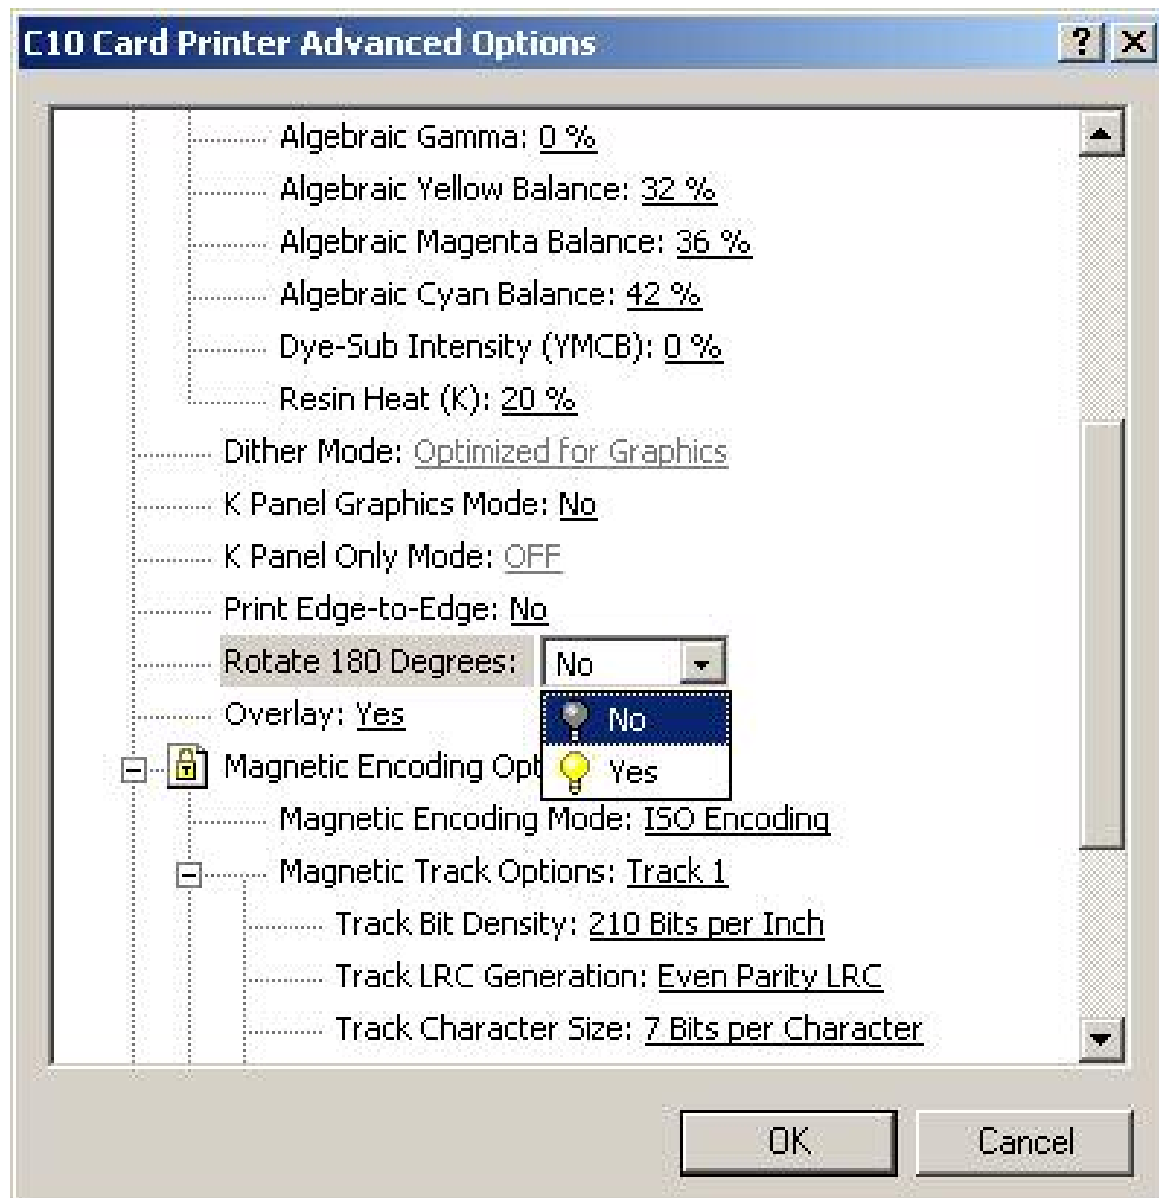 C10 Card Printer Advanced Options
Algebraic Gamma: 0 %
Algebraic Yellow Balance: 32 %
Algebraic Magenta Balance: 36 %
Algebraic Cyan Balance: 42 %
Dye-Sub Intensity (YMCB): 0 %
Resin Heat (K): 20 %
Dither Mode: Optimized for Graphics
K Panel Graphics Mode: No
K Panel Only Mode: OFF
Print Edge-to-Edge: No
Rotate 180 Degrees: No
Overlay: Yes No
Magnetic Encoding Opt Yes
Magnetic Encoding Mode: ISO Encoding
Magnetic Track Options: Track 1
Track Bit Density: 210 Bits per Inch
Track LRC Generation: Even Parity LRC
Track Character Size: 7 Bits per Character
OK Cancel